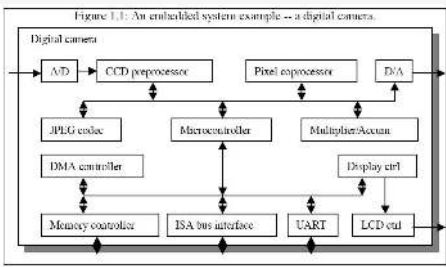 Figure 1.1: An embedded system example -- a digital camera.
Digital camera
A/D
CCD preprocessor
Pixel coprocessor
D/A
JPEG codec
Microcontroller
Multiplier/Accum.
DMA controller
Display ctrl
Memory controller
ISA bus interface
UART
LCD ctrl